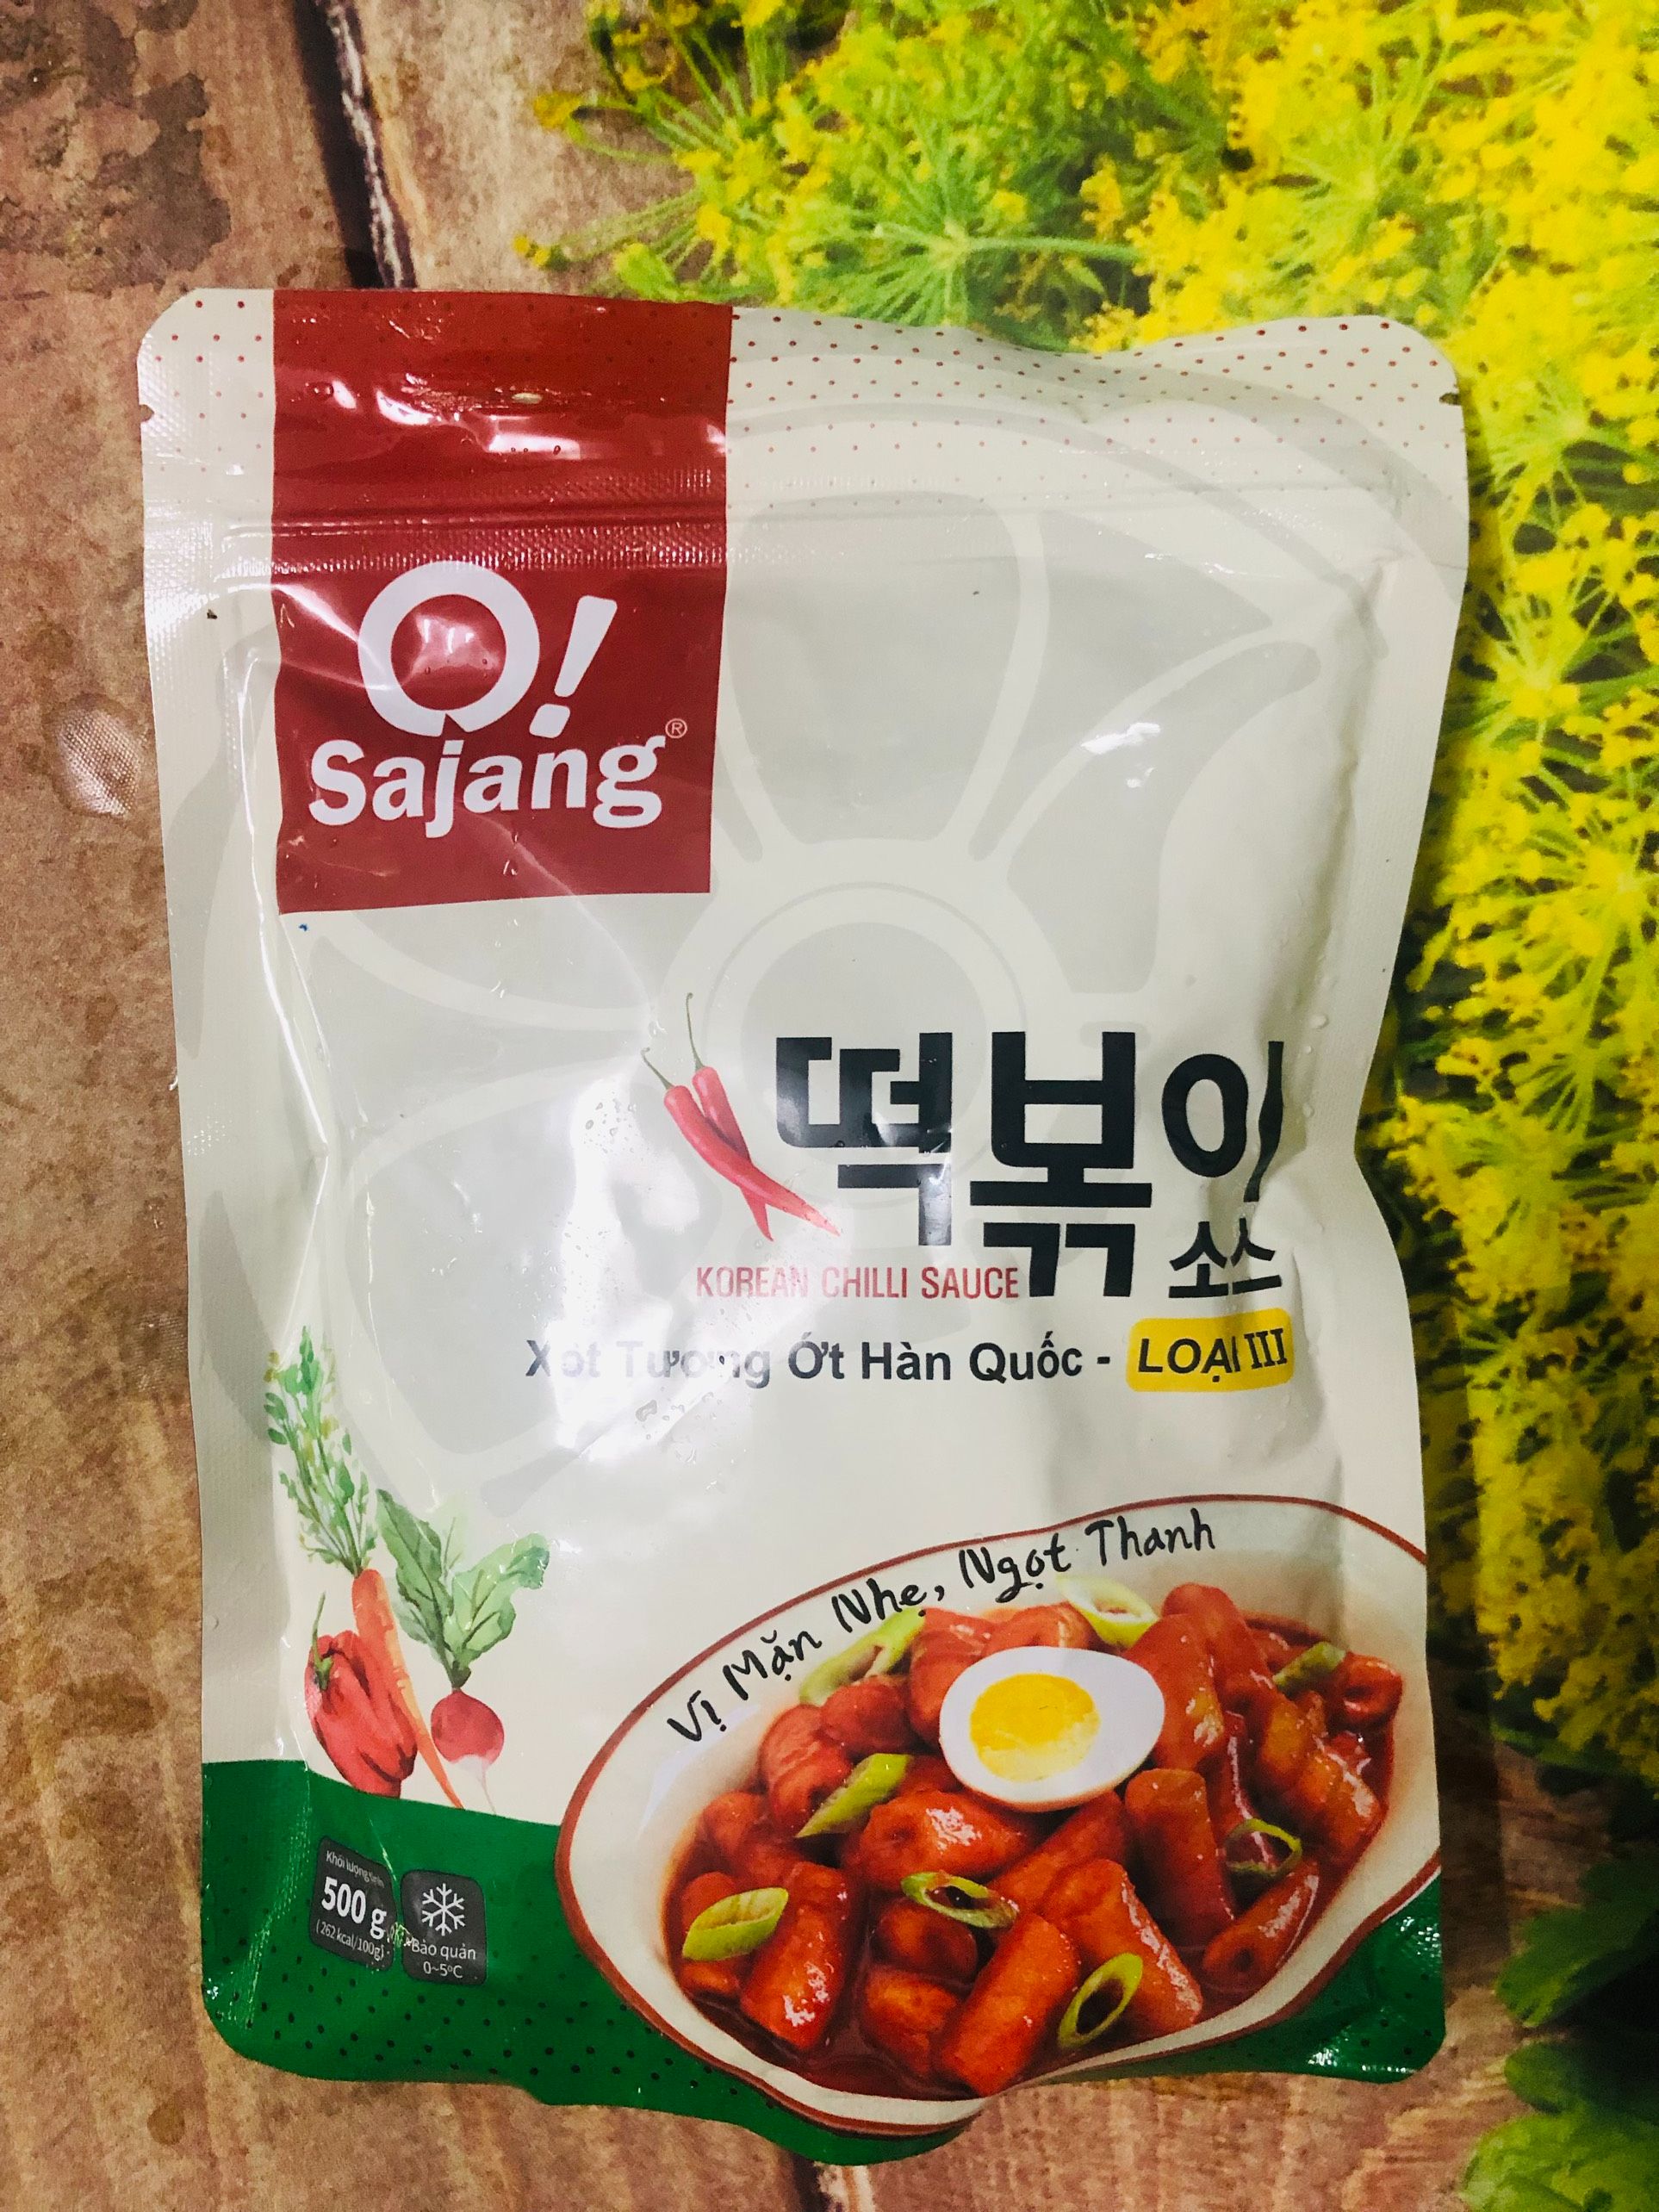 O!
Sajang®
떡볶이
소스
KOREAN CHILLI SAUCE
Xốt Tương Ớt Hàn Quốc - LOẠI III
Vị Mặn Nhẹ, Ngọt Thanh
Khối lượng tịnh
500 g
(262 kcal/100g)
Bảo quản
0~5°C